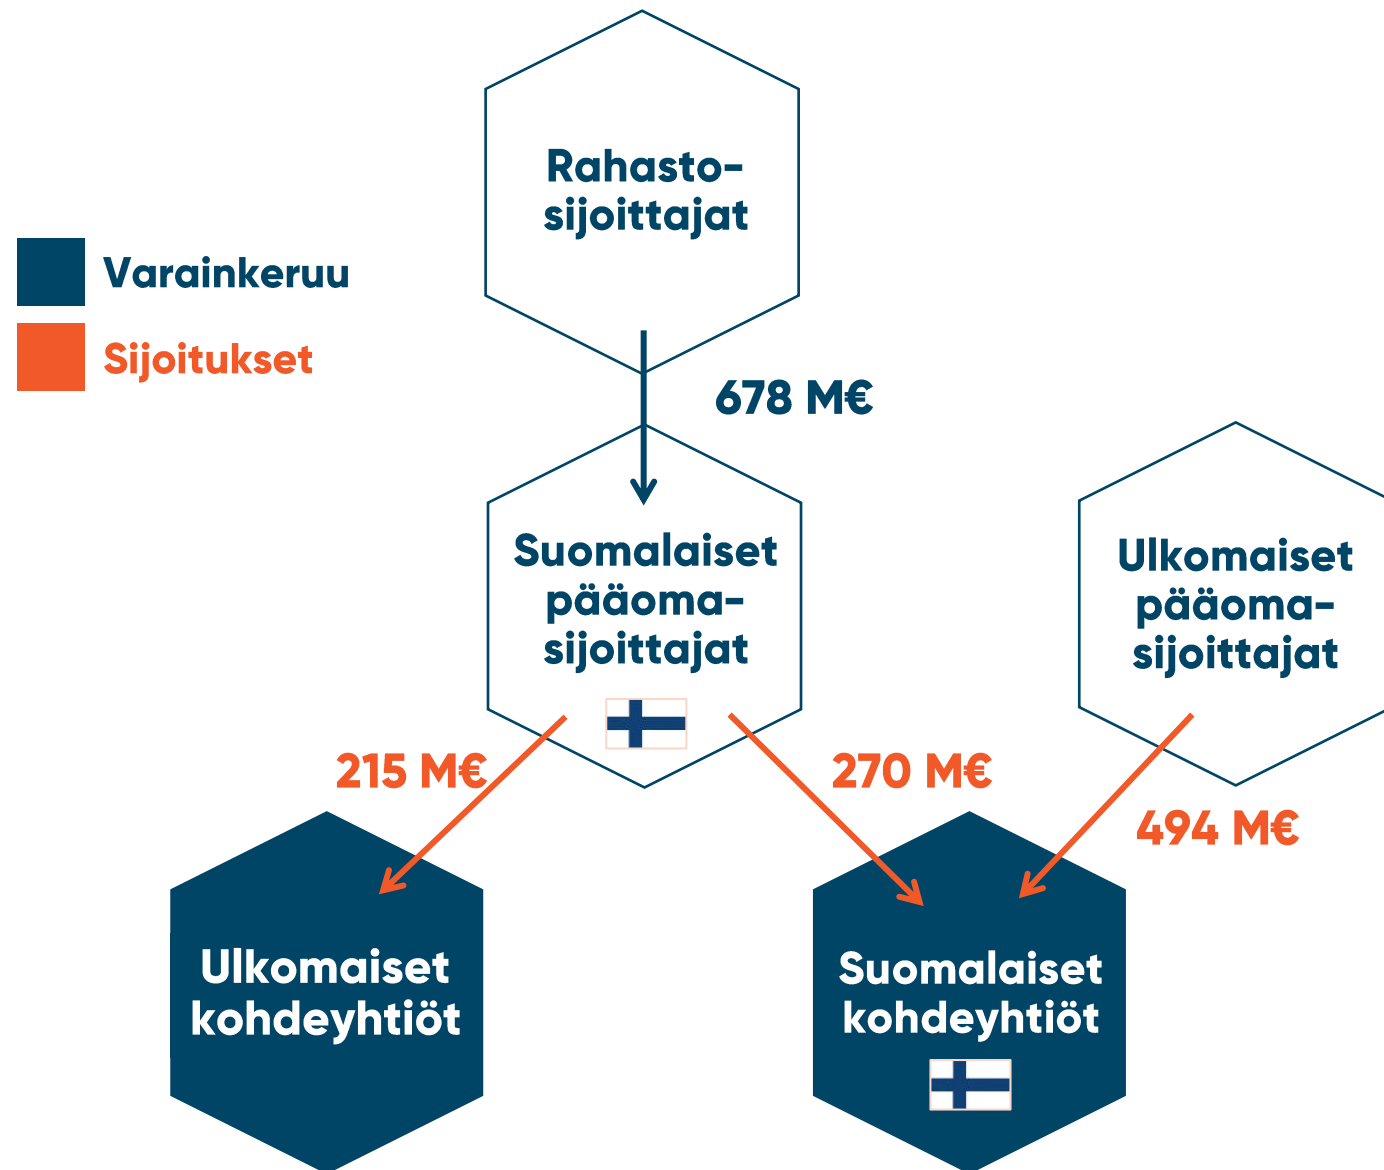 Rahasto-
sijoittajat
Varainkeruu
Sijoitukset
678 M€
Suomalaiset
pääoma-
sijoittajat
Ulkomaiset
pääoma-
sijoittajat
215 M€
270 M€
494 M€
Ulkomaiset
kohdeyhtiöt
Suomalaiset
kohdeyhtiöt